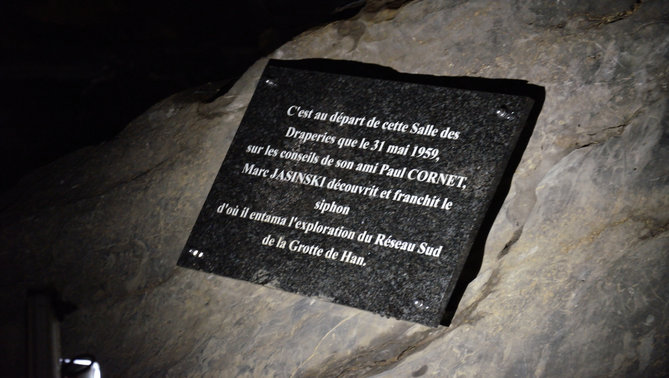 C'est au départ de cette Salle des
Draperies que le 31 mai 1959,
sur les conseils de son ami Paul CORNET,
Marc JASINSKI découvrit et franchit le
siphon
d'où il entama l'exploration du Réseau Sud
de la Grotte de Han.